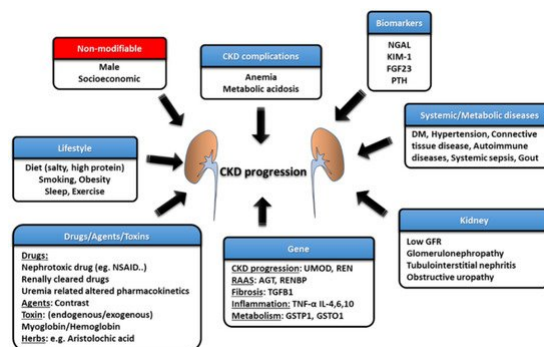 Non-modifiable
Male
Socioeconomic
CKD complications
Anemia
Metabolic acidosis
Biomarkers
NGAL
KIM-1
FGF23
PTH
Lifestyle
Diet (salty, high protein)
Smoking, Obesity
Sleep, Exercise
CKD progression
Systemic/Metabolic diseases
DM, Hypertension, Connective
tissue disease, Autoimmune
diseases, Systemic sepsis, Gout
Drugs/Agents/Toxins
Drugs:
Nephrotoxic drug (eg. NSAID..)
Renally cleared drugs
Uremia related altered pharmacokinetics
Agents: Contrast
Toxin: (endogenous/exogenous)
Myoglobin/Hemoglobin
Herbs: e.g. Aristolochic acid
Gene
CKD progression: UMOD, REN
RAAS: AGT, RENBP
Fibrosis: TGFB1
Inflammation: TNF-α IL-4,6,10
Metabolism: GSTP1, GSTO1
Kidney
Low GFR
Glomerulonephropathy
Tubulointerstitial nephritis
Obstructive uropathy